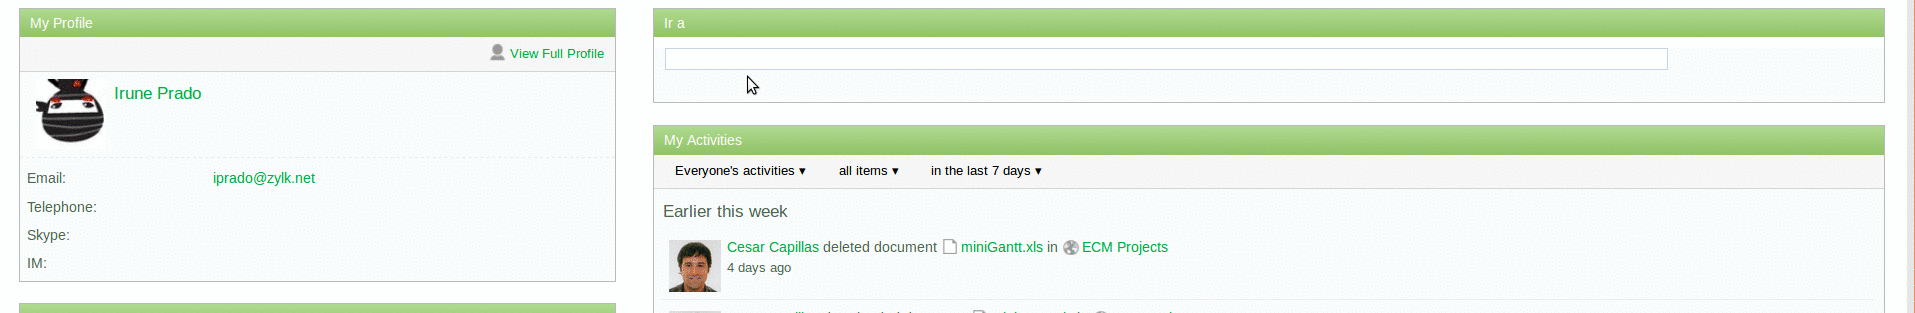 My Profile
View Full Profile
Irune Prado
Email: iprado@zylk.net
Telephone:
Skype:
IM:
Ir a
My Activities
Everyone's activities ▾ all items ▾ in the last 7 days ▾
Earlier this week
Cesar Capillas deleted document miniGantt.xls in ECM Projects
4 days ago